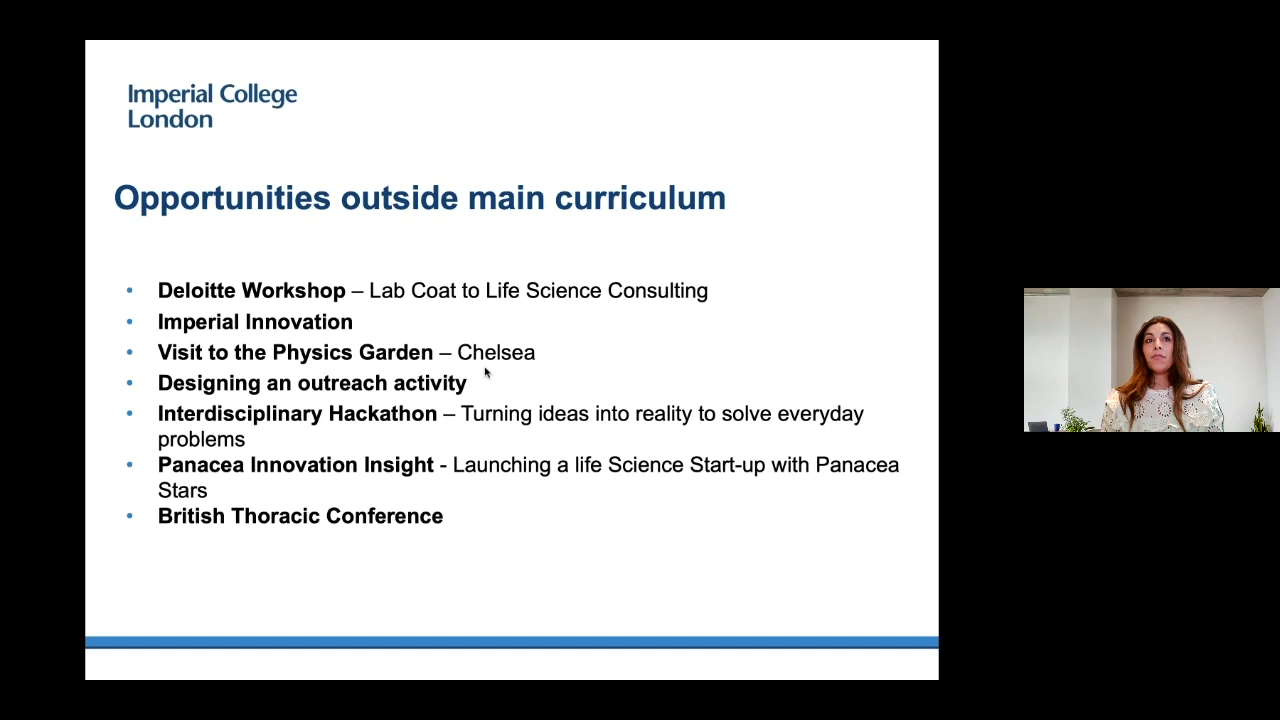 Imperial College
London
Opportunities outside main curriculum
• Deloitte Workshop – Lab Coat to Life Science Consulting
• Imperial Innovation
• Visit to the Physics Garden – Chelsea
• Designing an outreach activity
• Interdisciplinary Hackathon – Turning ideas into reality to solve everyday
problems
• Panacea Innovation Insight - Launching a life Science Start-up with Panacea
Stars
• British Thoracic Conference